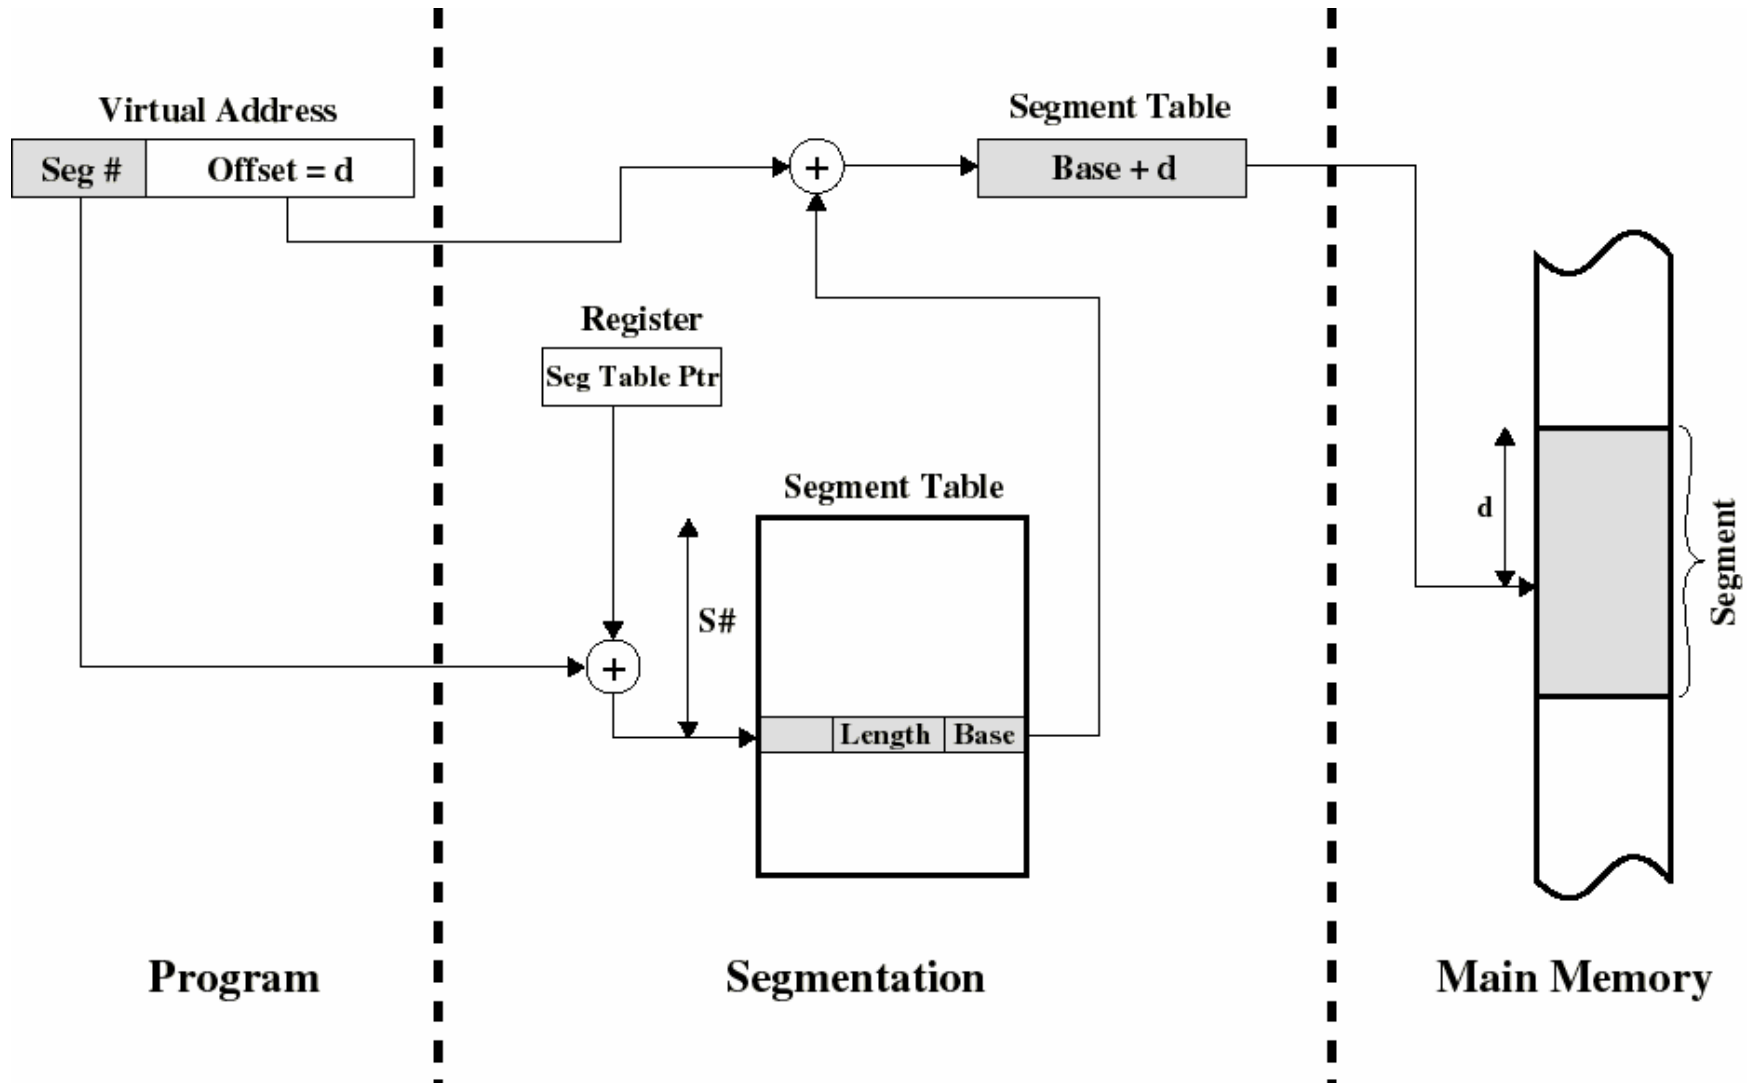 Virtual Address
Seg #
Offset = d
+
Segment Table
Base + d
Register
Seg Table Ptr
Segment Table
S#
+
Length
Base
d
Segment
Program
Segmentation
Main Memory